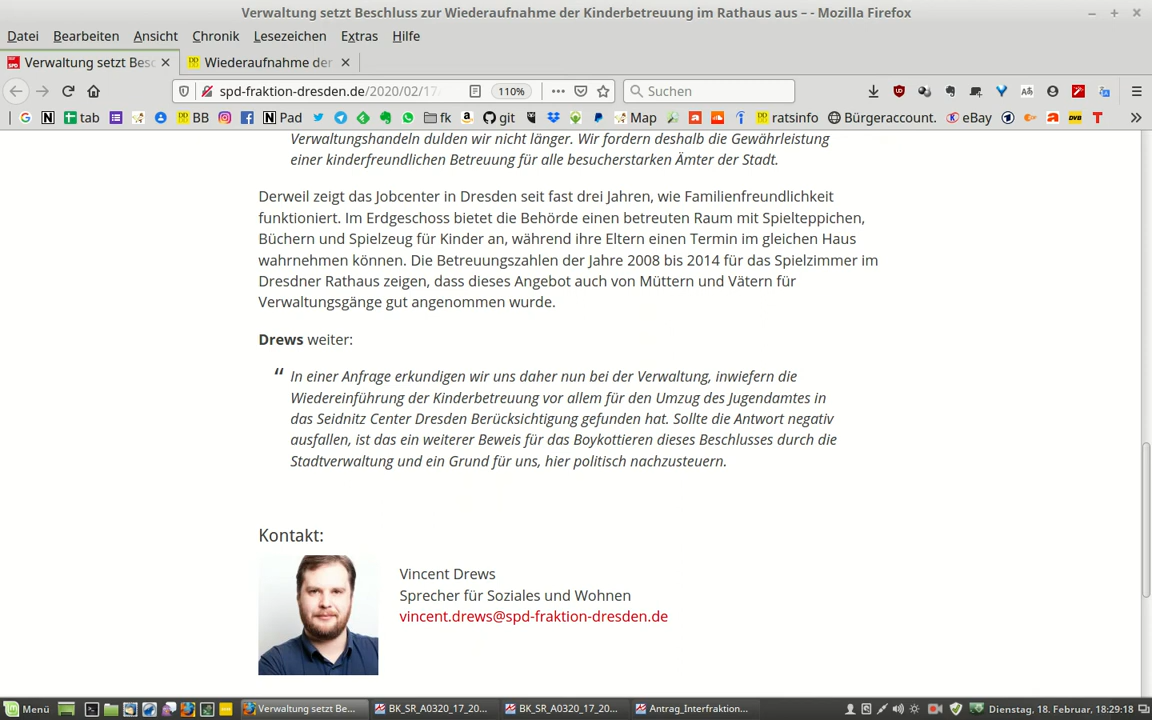 Verwaltung setzt Beschluss zur Wiederaufnahme der Kinderbetreuung im Rathaus aus – - Mozilla Firefox
Datei Bearbeiten Ansicht Chronik Lesezeichen Extras Hilfe
Verwaltung setzt Besc Wiederaufnahme der
spd-fraktion-dresden.de/2020/02/17 110% Suchen
tab BB Pad fk Map git ratsinfo Bürgeraccount. eBay
Verwaltungshandeln dulden wir nicht länger. Wir fordern deshalb die Gewährleistung
einer kinderfreundlichen Betreuung für alle besucherstarken Ämter der Stadt.
Derweil zeigt das Jobcenter in Dresden seit fast drei Jahren, wie Familienfreundlichkeit
funktioniert. Im Erdgeschoss bietet die Behörde einen betreuten Raum mit Spielteppichen,
Büchern und Spielzeug für Kinder an, während ihre Eltern einen Termin im gleichen Haus
wahrnehmen können. Die Betreuungszahlen der Jahre 2008 bis 2014 für das Spielzimmer im
Dresdner Rathaus zeigen, dass dieses Angebot auch von Müttern und Vätern für
Verwaltungsgänge gut angenommen wurde.
Drews weiter:
“ In einer Anfrage erkundigen wir uns daher nun bei der Verwaltung, inwiefern die
Wiedereinführung der Kinderbetreuung vor allem für den Umzug des Jugendamtes in
das Seidnitz Center Dresden Berücksichtigung gefunden hat. Sollte die Antwort negativ
ausfallen, ist das ein weiterer Beweis für das Boykottieren dieses Beschlusses durch die
Stadtverwaltung und ein Grund für uns, hier politisch nachzusteuern.
Kontakt:
Vincent Drews
Sprecher für Soziales und Wohnen
vincent.drews@spd-fraktion-dresden.de
Menü Verwaltung setzt Be... BK_SR_A0320_17_20... BK_SR_A0320_17_20... Antrag_Interfraktion... Dienstag, 18. Februar, 18:29:18